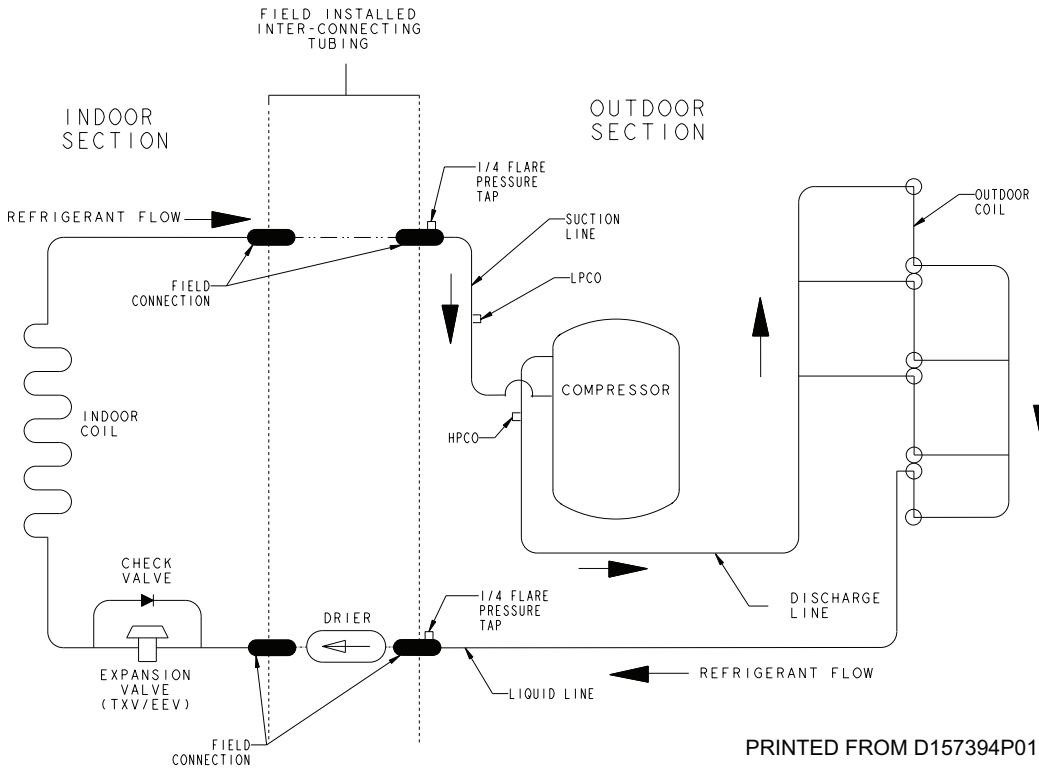 FIELD INSTALLED
INTER-CONNECTING
TUBING
INDOOR
SECTION
OUTDOOR
SECTION
1/4 FLARE
PRESSURE
TAP
OUTDOOR
COIL
REFRIGERANT FLOW
SUCTION
LINE
FIELD
CONNECTION
LPCO
COMPRESSOR
INDOOR
COIL
HPCO
CHECK
VALVE
DRIER
1/4 FLARE
PRESSURE
TAP
DISCHARGE
LINE
EXPANSION
VALVE
(TXV/EEV)
LIQUID LINE
REFRIGERANT FLOW
FIELD
CONNECTION
PRINTED FROM D157394P01